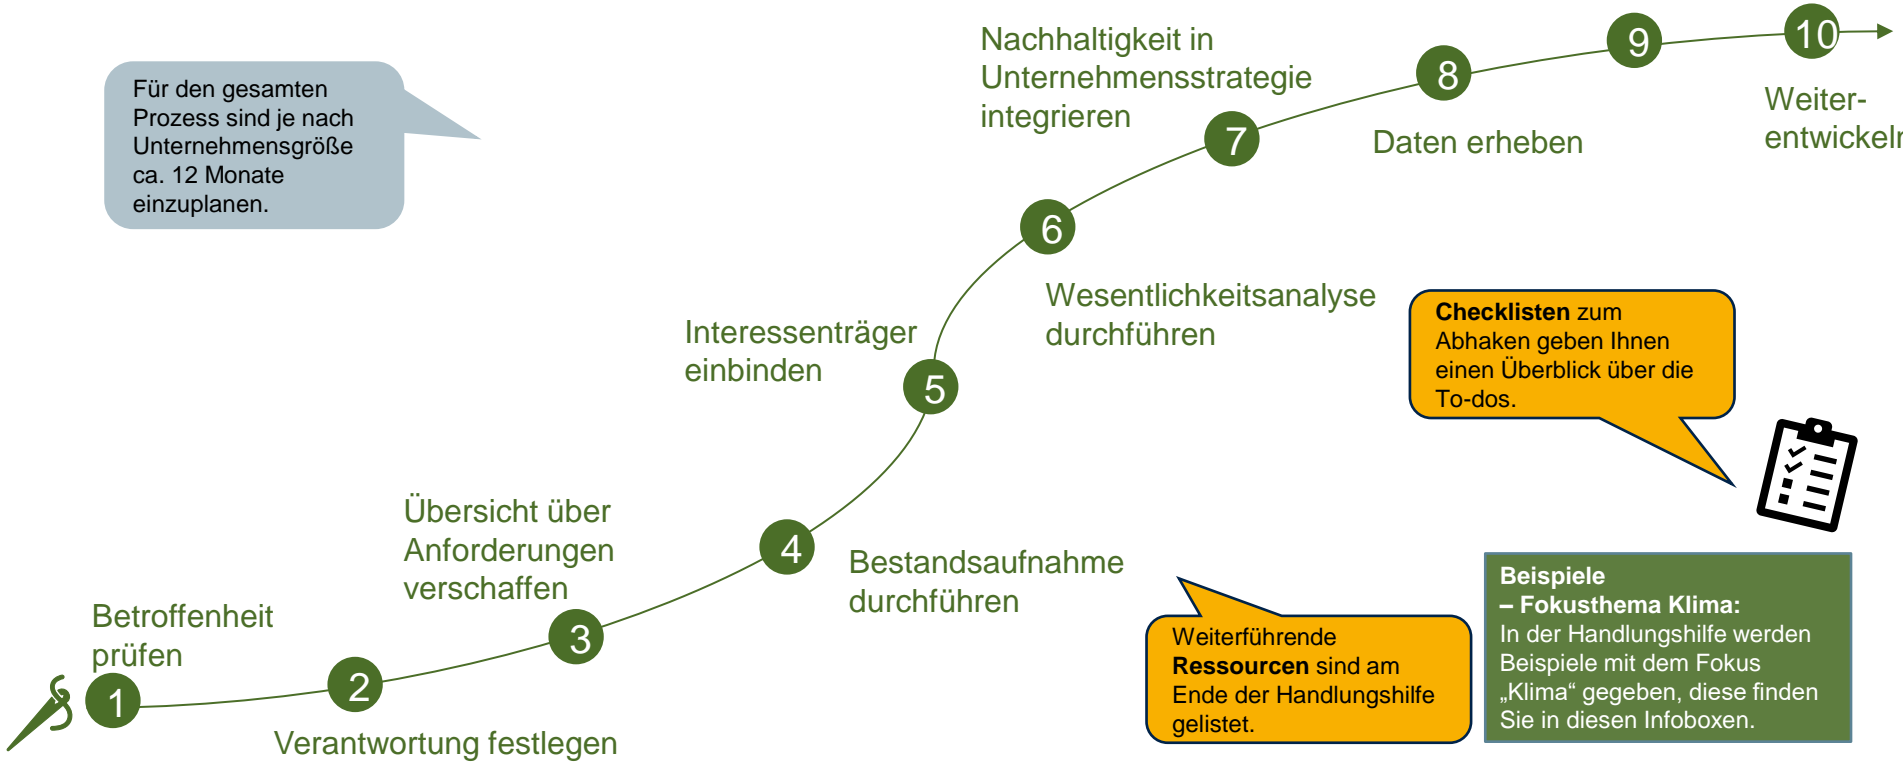 Für den gesamten
Prozess sind je nach
Unternehmensgröße
ca. 12 Monate
einzuplanen.
1
Betroffenheit
prüfen
2
Verantwortung festlegen
3
Übersicht über
Anforderungen
verschaffen
4
Bestandsaufnahme
durchführen
5
Interessenträger
einbinden
6
Wesentlichkeitsanalyse
durchführen
7
Nachhaltigkeit in
Unternehmensstrategie
integrieren
8
Daten erheben
9
10
Weiter-
entwickeln
Checklisten zum
Abhaken geben Ihnen
einen Überblick über die
To-dos.
Weiterführende
Ressourcen sind am
Ende der Handlungshilfe
gelistet.
Beispiele
– Fokusthema Klima:
In der Handlungshilfe werden
Beispiele mit dem Fokus
„Klima“ gegeben, diese finden
Sie in diesen Infoboxen.